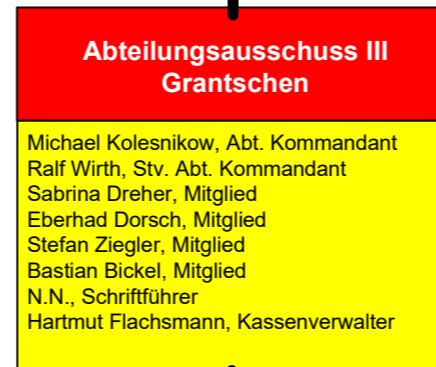 Abteilungsausschuss III
Grantschen
Michael Kolesnikow, Abt. Kommandant
Ralf Wirth, Stv. Abt. Kommandant
Sabrina Dreher, Mitglied
Eberhad Dorsch, Mitglied
Stefan Ziegler, Mitglied
Bastian Bickel, Mitglied
N.N., Schriftführer
Hartmut Flachsmann, Kassenverwalter